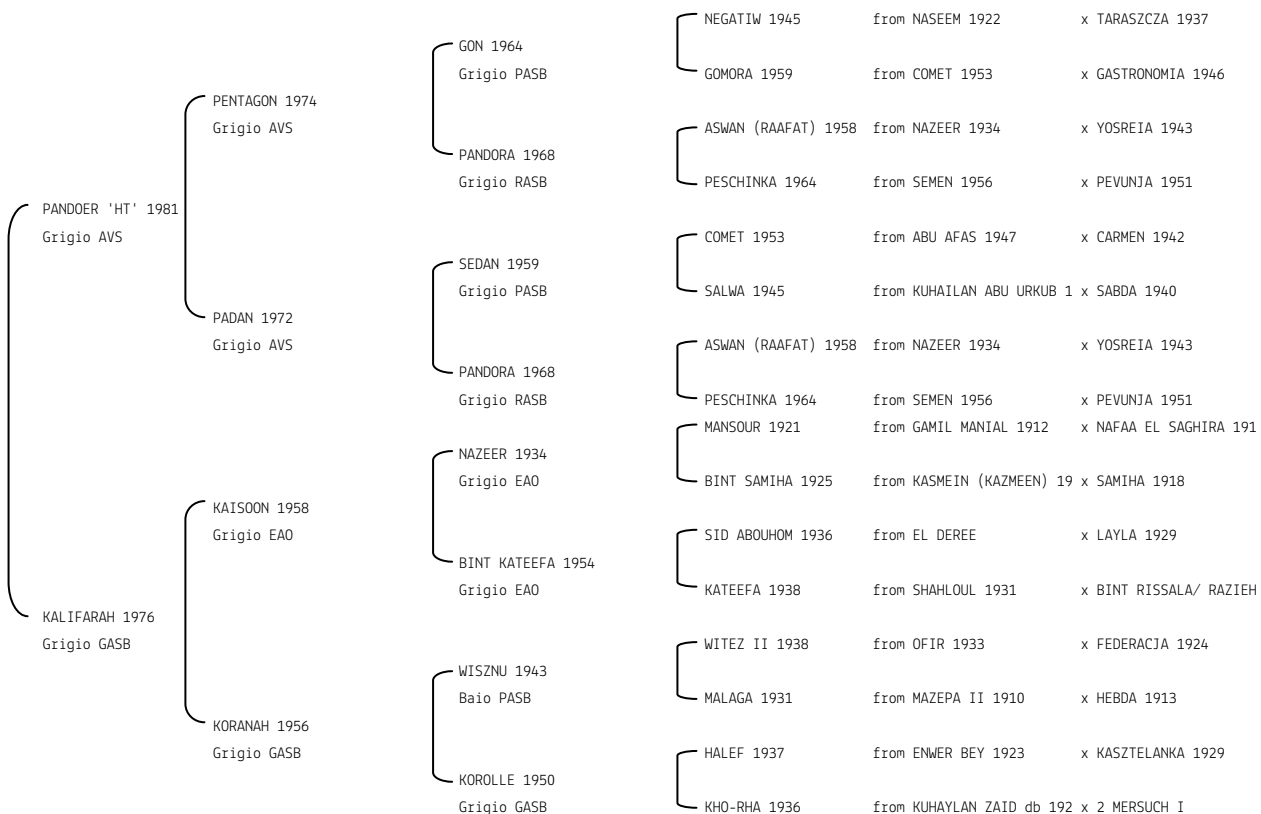 NEGATIW 1945 from NASEEM 1922 x TARASZCZA 1937
GON 1964
Grigio PASB GOMORA 1959 from COMET 1953 x GASTRONOMIA 1946
PENTAGON 1974
Grigio AVS ASWAN (RAAFAT) 1958 from NAZEER 1934 x YOSREIA 1943
PANDORA 1968
Grigio RASB PESCHINKA 1964 from SEMEN 1956 x PEVUNJA 1951
PANDOER 'HT' 1981
Grigio AVS COMET 1953 from ABU AFAS 1947 x CARMEN 1942
SEDAN 1959
Grigio PASB SALWA 1945 from KUHAILAN ABU URKUB 1 x SABDA 1940
PADAN 1972
Grigio AVS ASWAN (RAAFAT) 1958 from NAZEER 1934 x YOSREIA 1943
PANDORA 1968
Grigio RASB PESCHINKA 1964 from SEMEN 1956 x PEVUNJA 1951
MANSOUR 1921 from GAMIL MANIAL 1912 x NAFAA EL SAGHIRA 191
NAZEER 1934
Grigio EAO BINT SAMIHA 1925 from KASMEIN (KAZMEEN) 19 x SAMIHA 1918
KAISOON 1958
Grigio EAO SID ABOUHOM 1936 from EL DEREE x LAYLA 1929
BINT KATEEFA 1954
Grigio EAO KATEEFA 1938 from SHAHLOUL 1931 x BINT RISSALA/ RAZIEH
KALIFARAH 1976
Grigio GASB WITEZ II 1938 from OFIR 1933 x FEDERACJA 1924
WISZNU 1943
Baio PASB MALAGA 1931 from MAZEPA II 1910 x HEBDA 1913
KORANAH 1956
Grigio GASB HALEF 1937 from ENWER BEY 1923 x KASZTELANKA 1929
KOROLLE 1950
Grigio GASB KHO-RHA 1936 from KUHAYLAN ZAID db 192 x 2 MERSUCH I